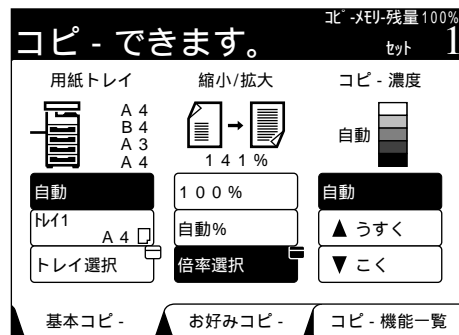 ｺﾋﾟ-ﾒﾓﾘ-残量100%
コピ-できます。
ｾｯﾄ 1
用紙トレイ
A4
B4
A3
A4
自動
ﾄﾚｲ1
A4
トレイ選択
縮小/拡大
141%
100%
自動%
倍率選択
コピ-濃度
自動
自動
▲ うすく
▼ こく
基本コピ-
お好みコピ-
コピ-機能一覧